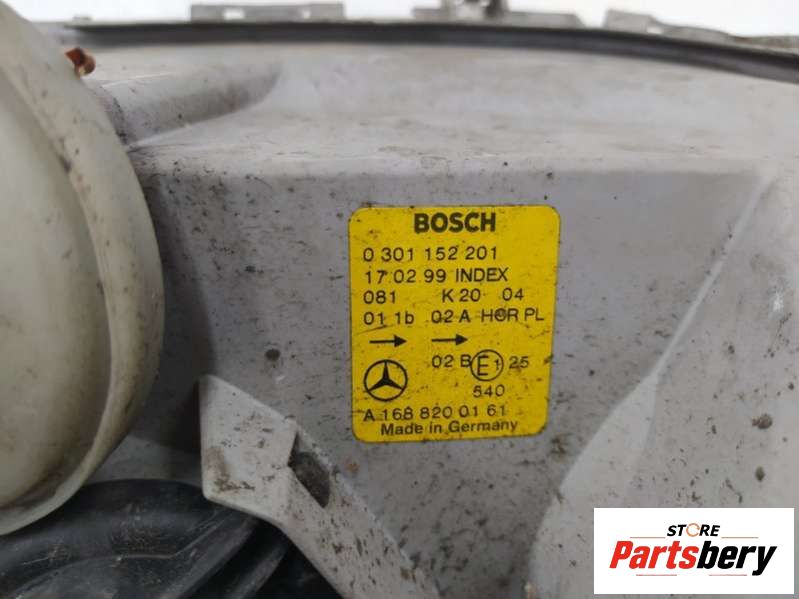 BOSCH
0 301 152 201
17.02.99 INDEX
081 K 20 04
01 1b 02 A HCR PL
02 B E1 25
540
A 168 820 01 61
Made in Germany
STORE
Partsbery